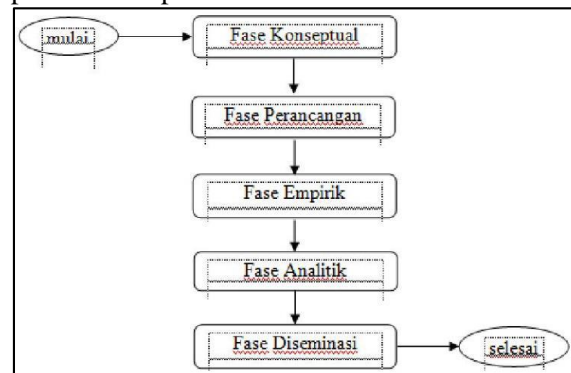 mulai
Fase Konseptual
Fase Perancangan
Fase Empirik
Fase Analitik
Fase Diseminasi
selesai